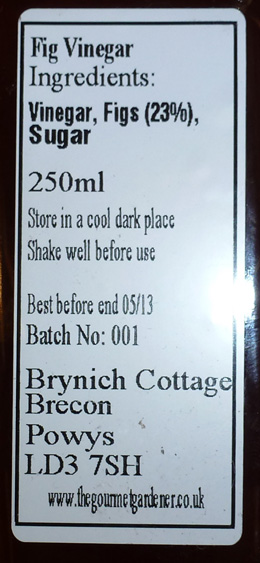 Fig Vinegar
Ingredients:
Vinegar, Figs (23%),
Sugar
250ml
Store in a cool dark place
Shake well before use
Best before end 05/13
Batch No: 001
Brynich Cottage
Brecon
Powys
LD3 7SH
www.thegourmetgardener.co.uk